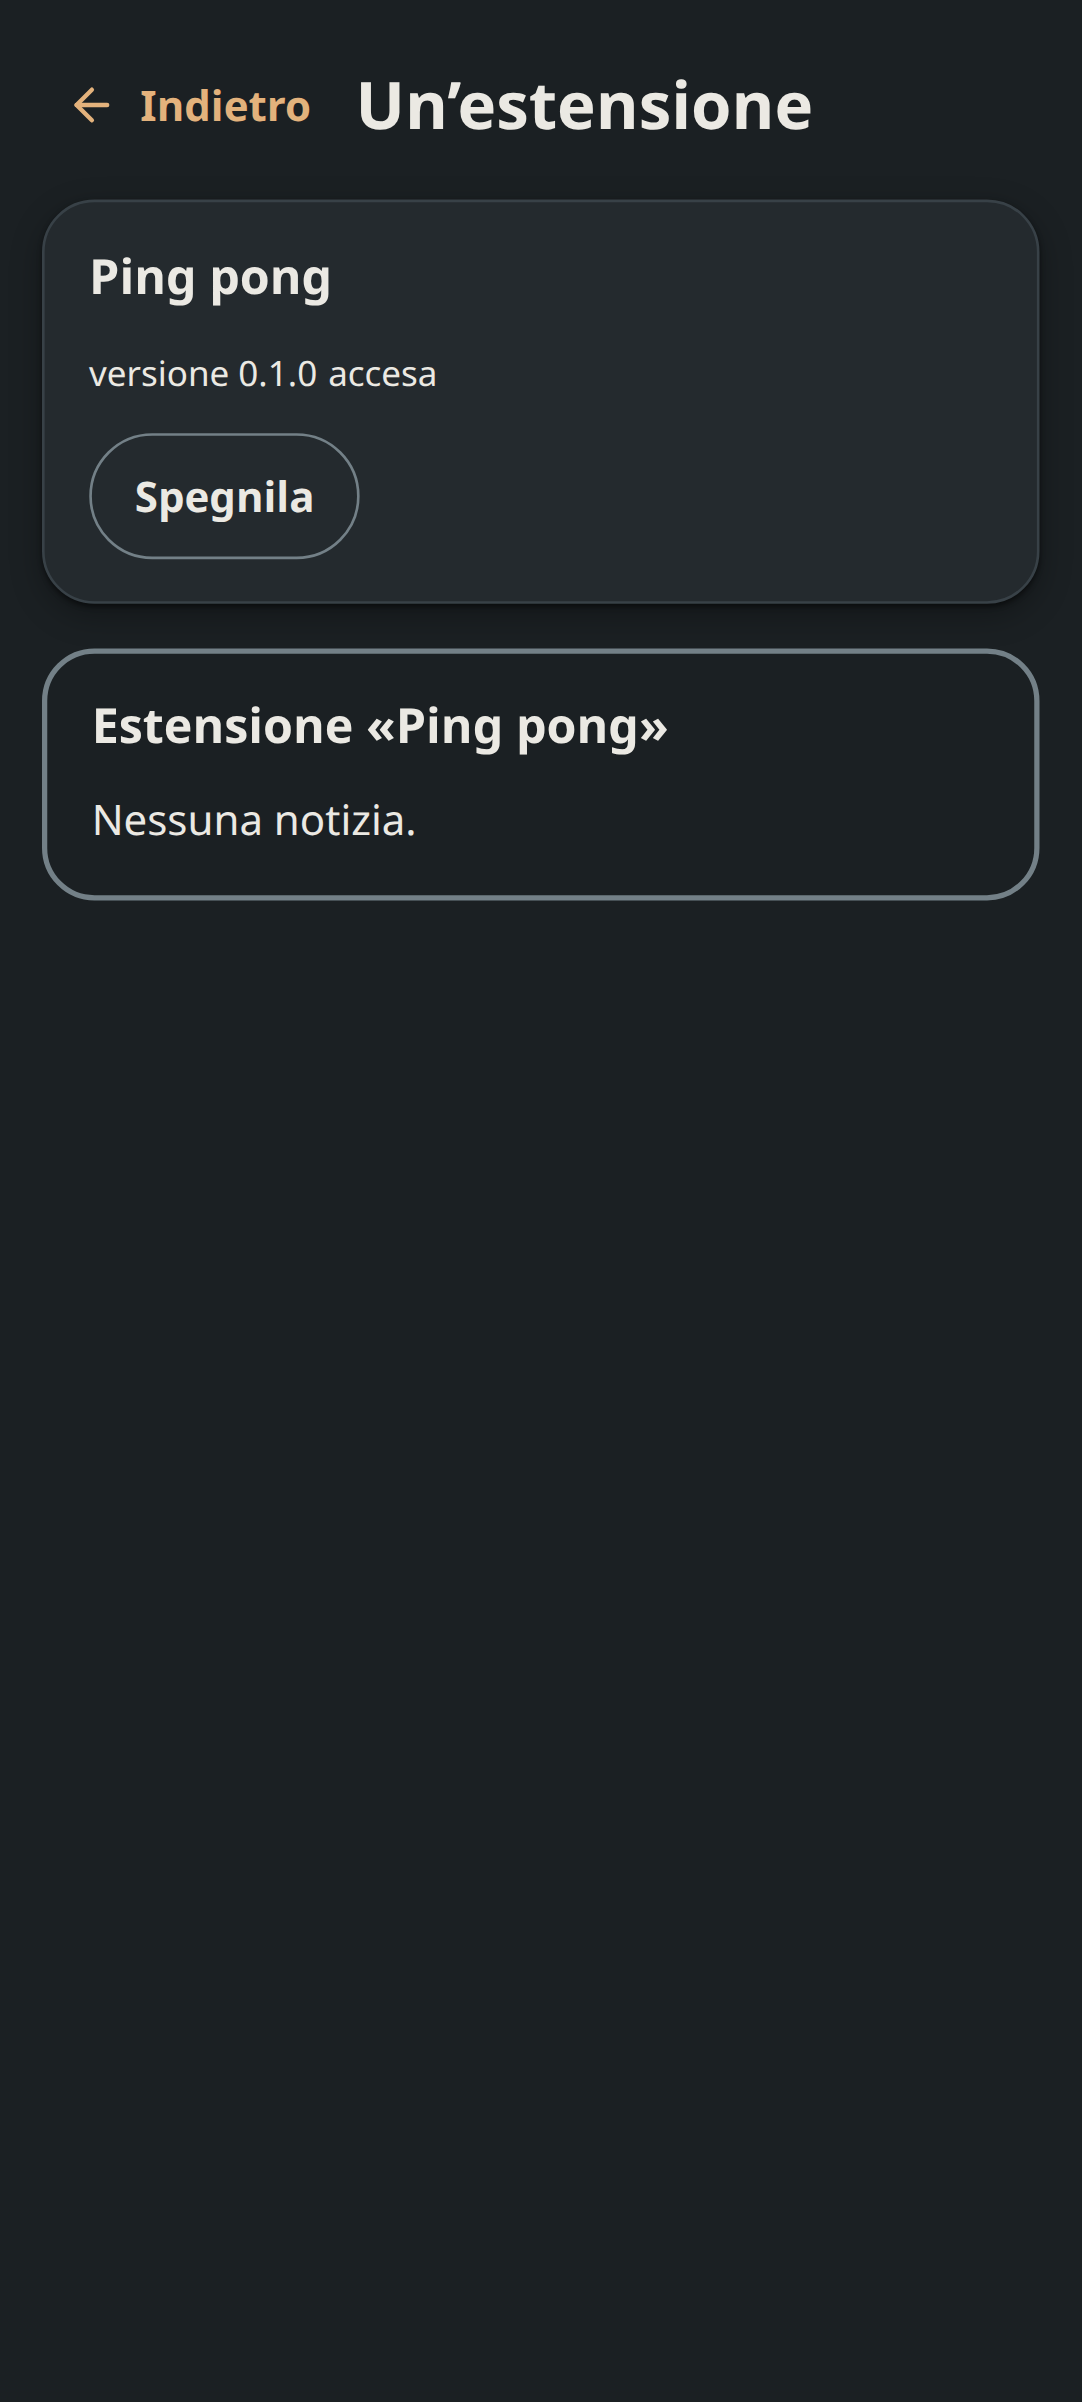 Indietro Un’estensione
Ping pong
versione 0.1.0 accesa
Spegnila
Estensione «Ping pong»
Nessuna notizia.